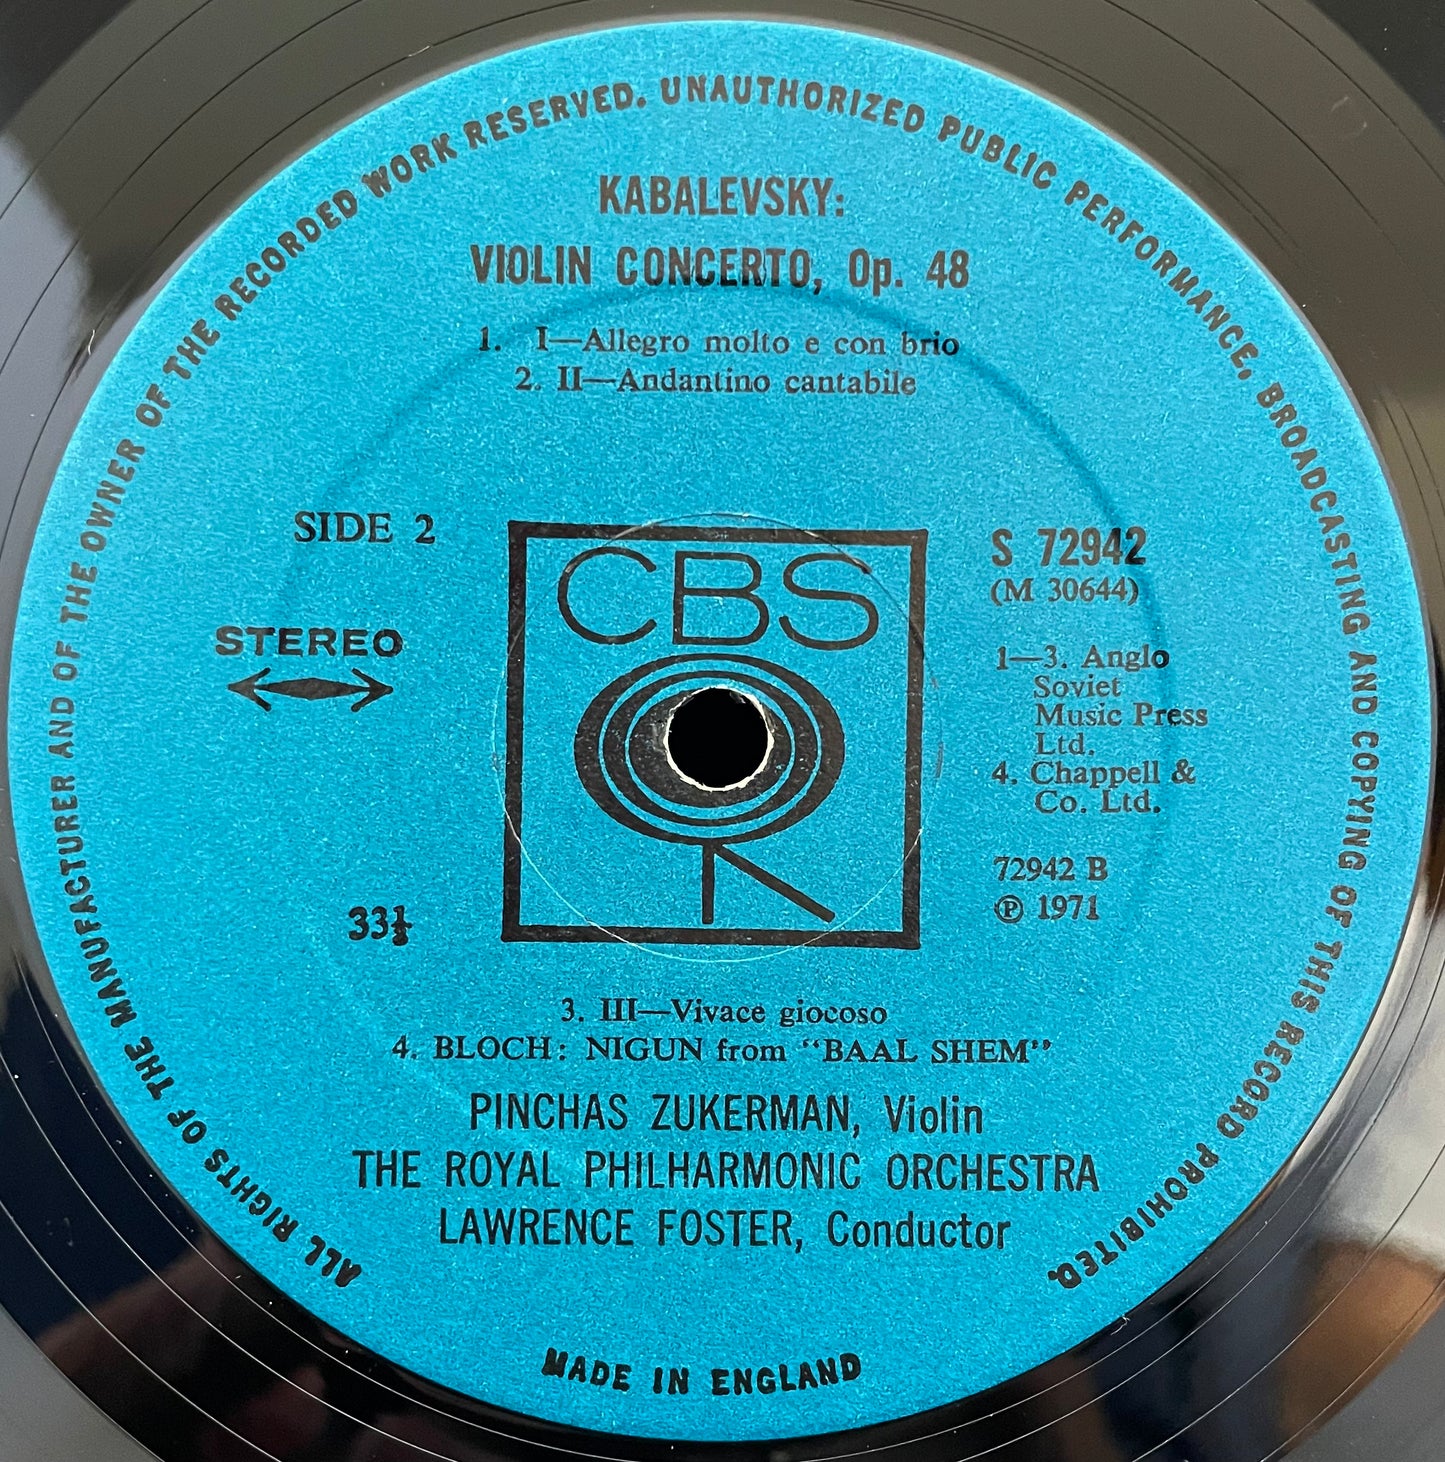 ALL RIGHTS OF THE MANUFACTURER AND OF THE OWNER OF THE RECORDED WORK RESERVED. UNAUTHORIZED PUBLIC PERFORMANCE, BROADCASTING AND COPYING OF THIS RECORD PROHIBITED.
KABALEVSKY:
VIOLIN CONCERTO, Op. 48
1. I—Allegro molto e con brio
2. II—Andantino cantabile
SIDE 2
STEREO
33⅓
CBS
S 72942
(M 30644)
1—3. Anglo
Soviet
Music Press
Ltd.
4. Chappell &
Co. Ltd.
72942 B
Ⓟ 1971
3. III—Vivace giocoso
4. BLOCH: NIGUN from "BAAL SHEM"
PINCHAS ZUKERMAN, Violin
THE ROYAL PHILHARMONIC ORCHESTRA
LAWRENCE FOSTER, Conductor
MADE IN ENGLAND